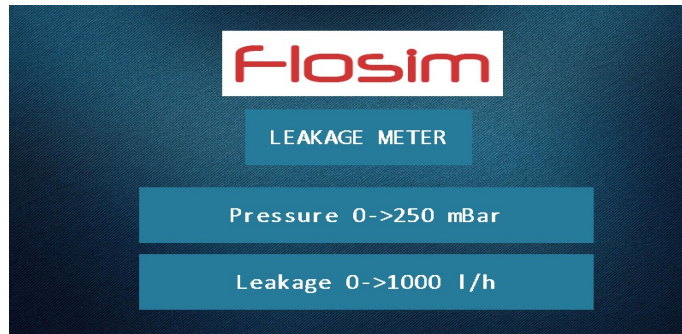 Flosim
LEAKAGE METER
Pressure 0->250 mBar
Leakage 0->1000 l/h